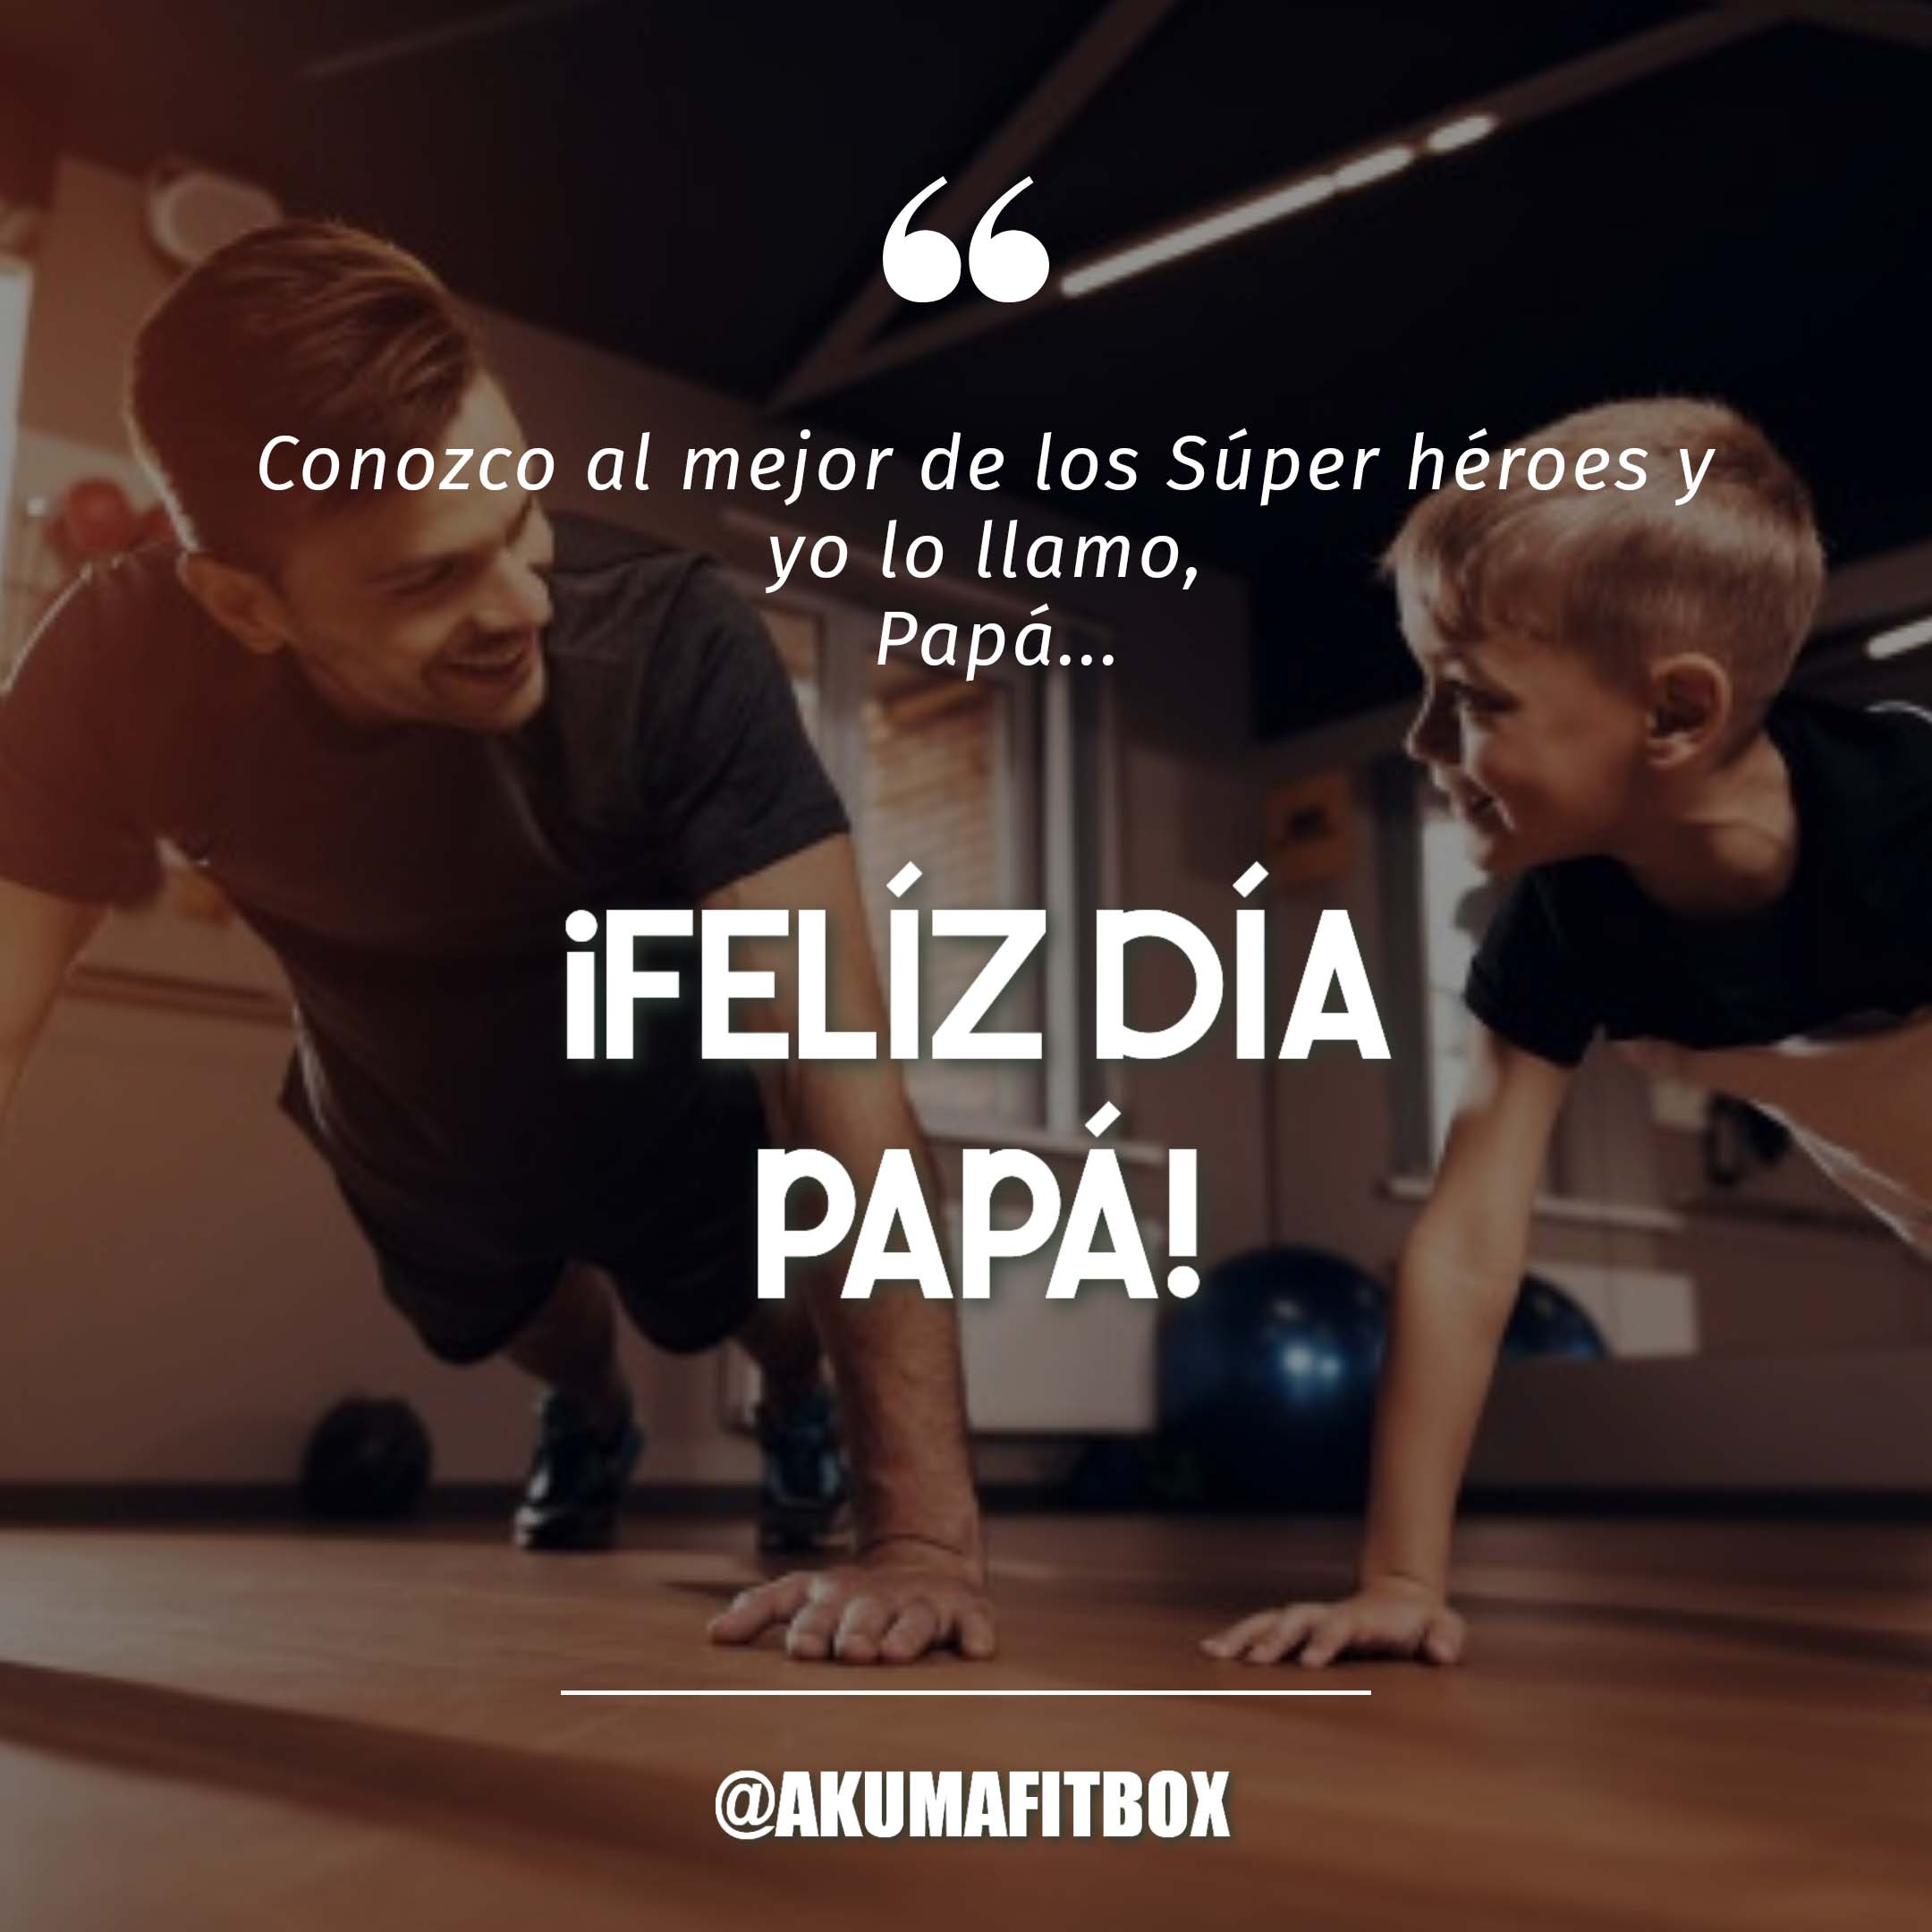 “
Conozco al mejor de los Súper héroes y
yo lo llamo,
Papá...
¡FELÍZ DÍA
PAPÁ!
@AKUMAFITBOX